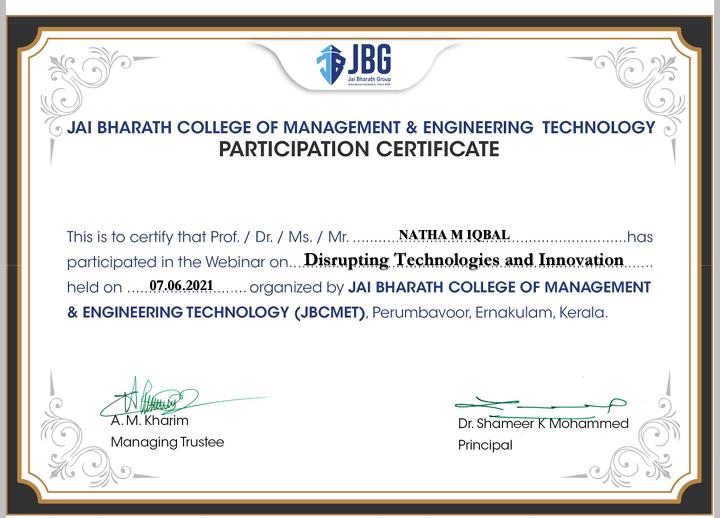 JBG
Jai Bharath Group
JAI BHARATH COLLEGE OF MANAGEMENT & ENGINEERING TECHNOLOGY
PARTICIPATION CERTIFICATE
This is to certify that Prof. / Dr. / Ms. / Mr. NATHA M IQBAL has
participated in the Webinar on Disrupting Technologies and Innovation
held on 07.06.2021 organized by JAI BHARATH COLLEGE OF MANAGEMENT
& ENGINEERING TECHNOLOGY (JBCMET), Perumbavoor, Ernakulam, Kerala.
A. M. Kharim
Managing Trustee
Dr. Shameer K Mohammed
Principal